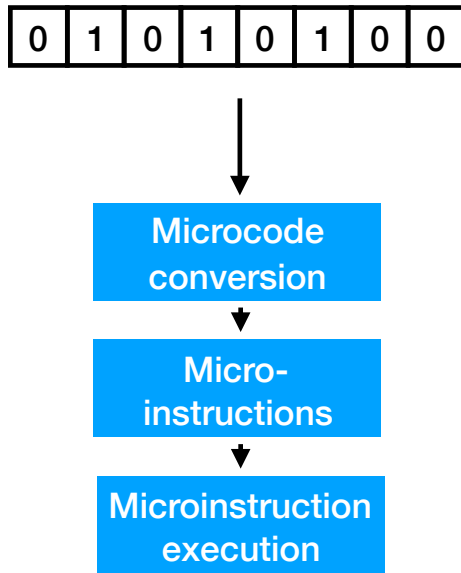 0 1 0 1 0 1 0 0
Microcode
conversion
Micro-
instructions
Microinstruction
execution